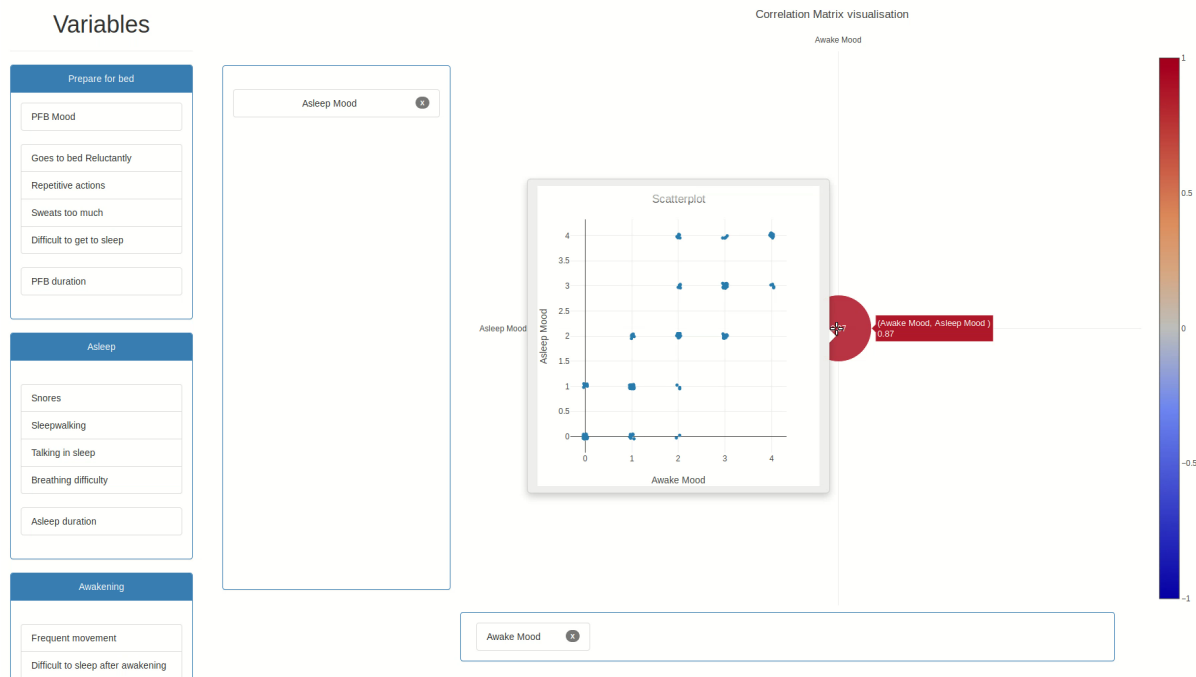 Variables
Prepare for bed
PFB Mood
Goes to bed Reluctantly
Repetitive actions
Sweats too much
Difficult to get to sleep
PFB duration
Asleep
Snores
Sleepwalking
Talking in sleep
Breathing difficulty
Asleep duration
Awakening
Frequent movement
Difficult to sleep after awakening
Asleep Mood x
Correlation Matrix visualisation
Awake Mood
Asleep Mood
Scatterplot
4
3.5
3
2.5
2
1.5
1
0.5
0
Asleep Mood
0 1 2 3 4
Awake Mood
(Awake Mood, Asleep Mood )
0.87
1
0.5
0
−0.5
−1
Awake Mood x